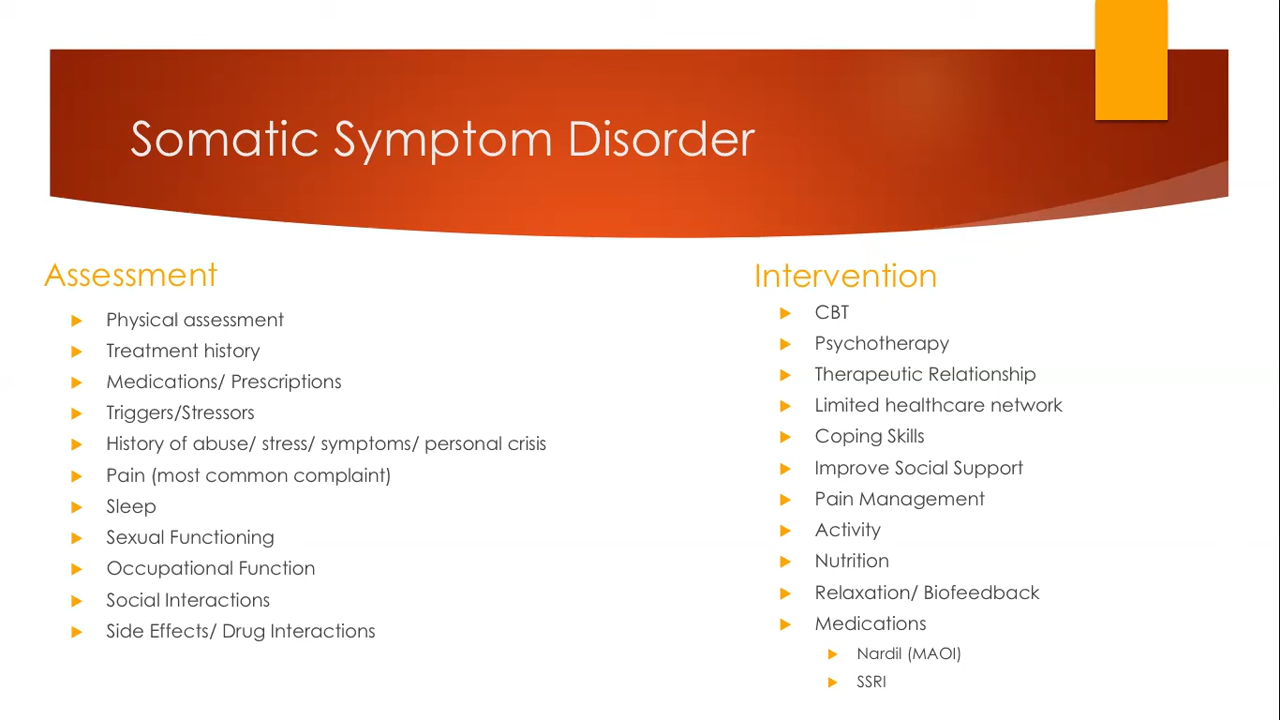 Somatic Symptom Disorder
Assessment
Physical assessment
Treatment history
Medications/ Prescriptions
Triggers/Stressors
History of abuse/ stress/ symptoms/ personal crisis
Pain (most common complaint)
Sleep
Sexual Functioning
Occupational Function
Social Interactions
Side Effects/ Drug Interactions
Intervention
CBT
Psychotherapy
Therapeutic Relationship
Limited healthcare network
Coping Skills
Improve Social Support
Pain Management
Activity
Nutrition
Relaxation/ Biofeedback
Medications
Nardil (MAOI)
SSRI